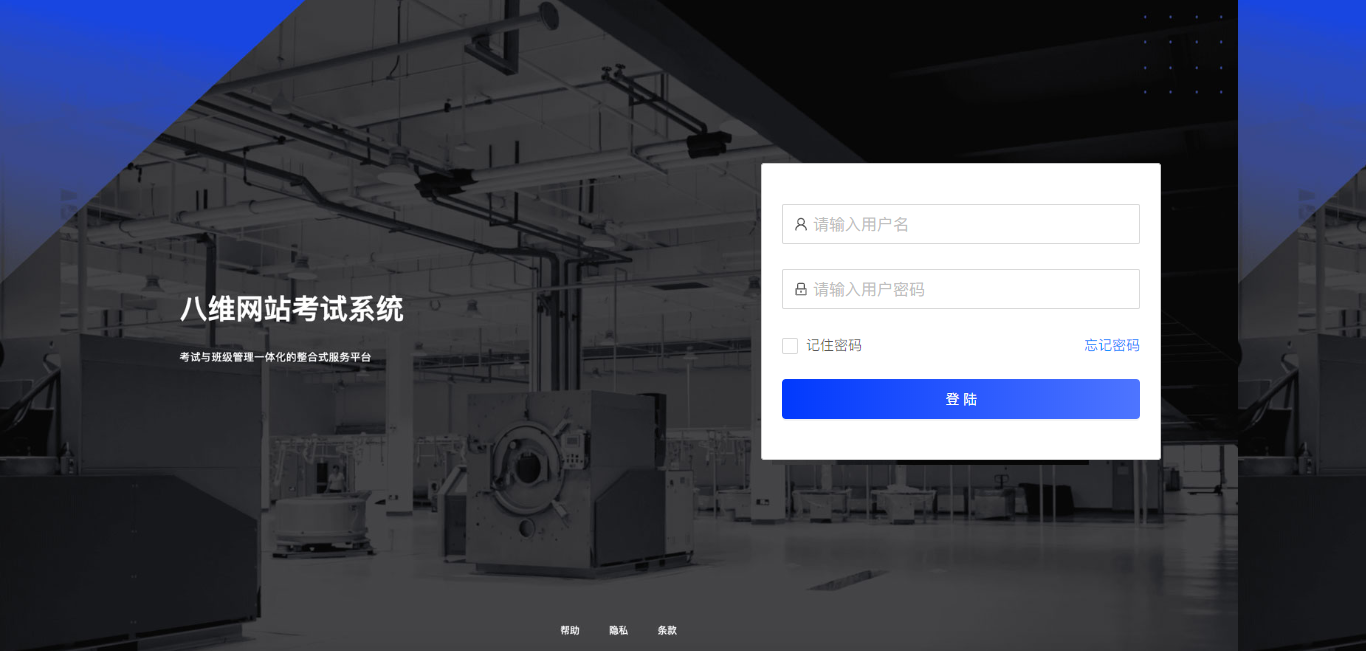 八维网站考试系统
考试与班级管理一体化的整合式服务平台
请输入用户名
请输入用户密码
记住密码 忘记密码
登 陆
帮助 隐私 条款